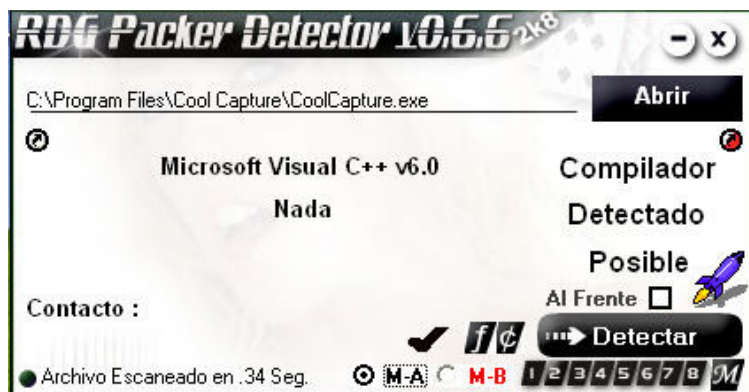 RDG Packer Detector v0.6.6 2k8
C:\Program Files\Cool Capture\CoolCapture.exe
Abrir
Microsoft Visual C++ v6.0
Compilador
Nada
Detectado
Posible
Al Frente
Contacto :
ƒ ¢
Detectar
Archivo Escaneado en .34 Seg.
M-A M-B
1 2 3 4 5 6 7 8 M